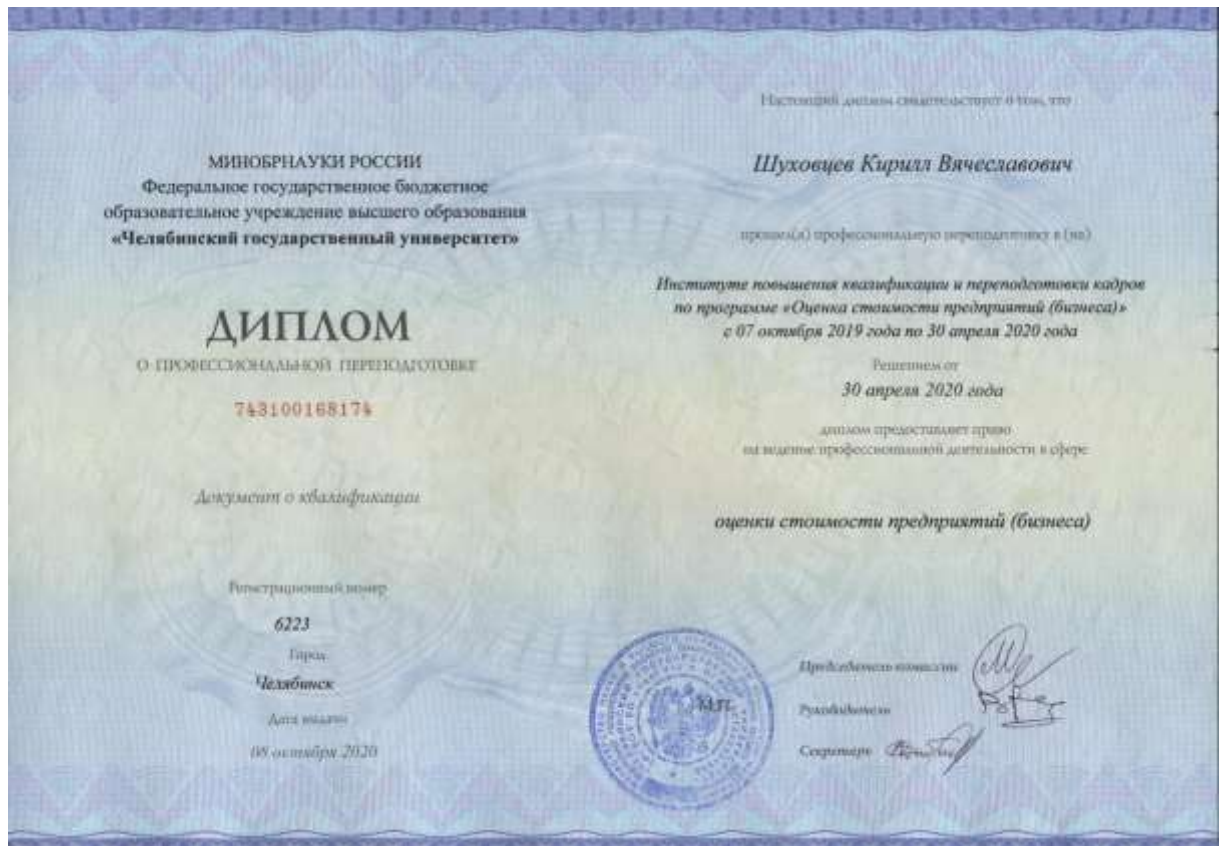 МИНОБРНАУКИ РОССИИ
Федеральное государственное бюджетное
образовательное учреждение высшего образования
«Челябинский государственный университет»
ДИПЛОМ
О ПРОФЕССИОНАЛЬНОЙ ПЕРЕПОДГОТОВКЕ
743100168174
Документ о квалификации
Регистрационный номер
6223
Город
Челябинск
Дата выдачи
08 октября 2020
Настоящий диплом свидетельствует о том, что
Шуховцев Кирилл Вячеславович
прошел(а) профессиональную переподготовку в (на)
Институте повышения квалификации и переподготовки кадров
по программе «Оценка стоимости предприятий (бизнеса)»
с 07 октября 2019 года по 30 апреля 2020 года
Решением от
30 апреля 2020 года
диплом предоставляет право
на ведение профессиональной деятельности в сфере
оценки стоимости предприятий (бизнеса)
М.П.
Председатель комиссии
Руководитель
Секретарь